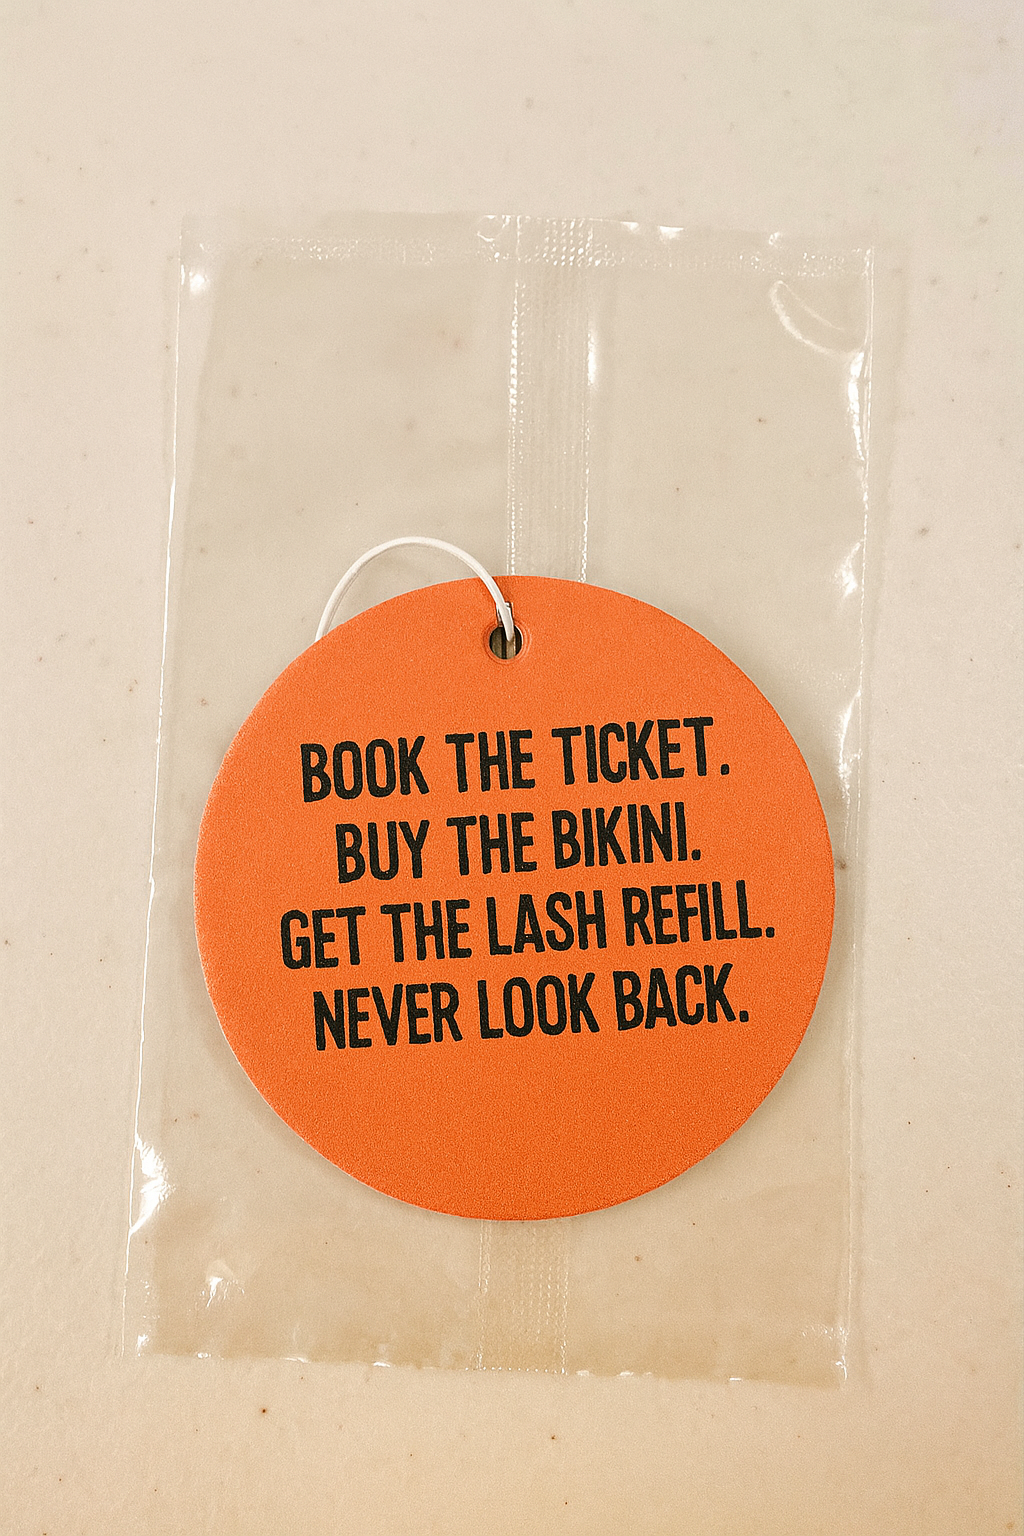 BOOK THE TICKET.
BUY THE BIKINI.
GET THE LASH REFILL.
NEVER LOOK BACK.